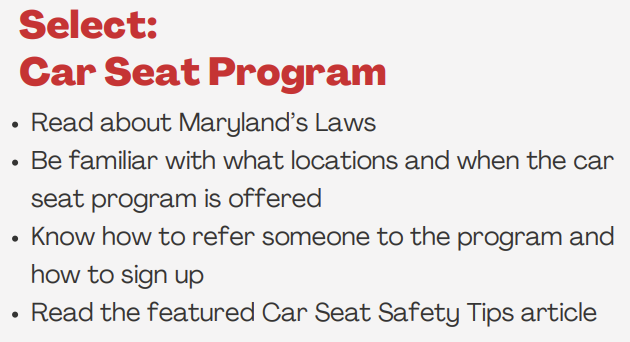 Select:
Car Seat Program
• Read about Maryland's Laws
• Be familiar with what locations and when the car
seat program is offered
• Know how to refer someone to the program and
how to sign up
• Read the featured Car Seat Safety Tips article